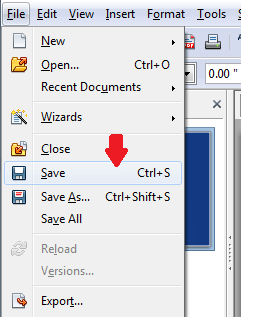 File Edit View Insert Format Tools
New
0.00 "
Open... Ctrl+O
Recent Documents
Wizards
Close
Save Ctrl+S
Save As... Ctrl+Shift+S
Save All
Reload
Versions...
Export...